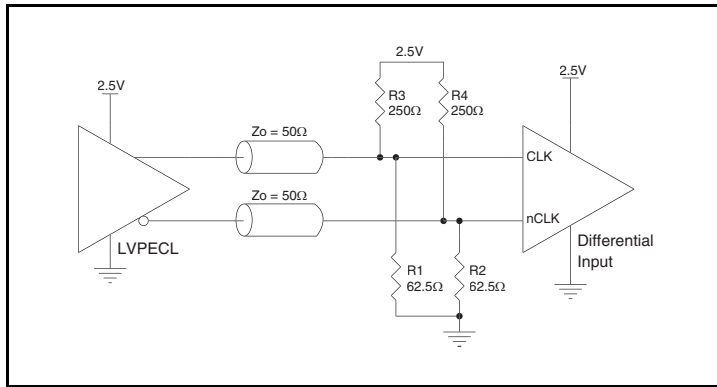 2.5V
2.5V
2.5V
R3
250Ω
R4
250Ω
Zo = 50Ω
CLK
Zo = 50Ω
nCLK
LVPECL
Differential
Input
R1
62.5Ω
R2
62.5Ω